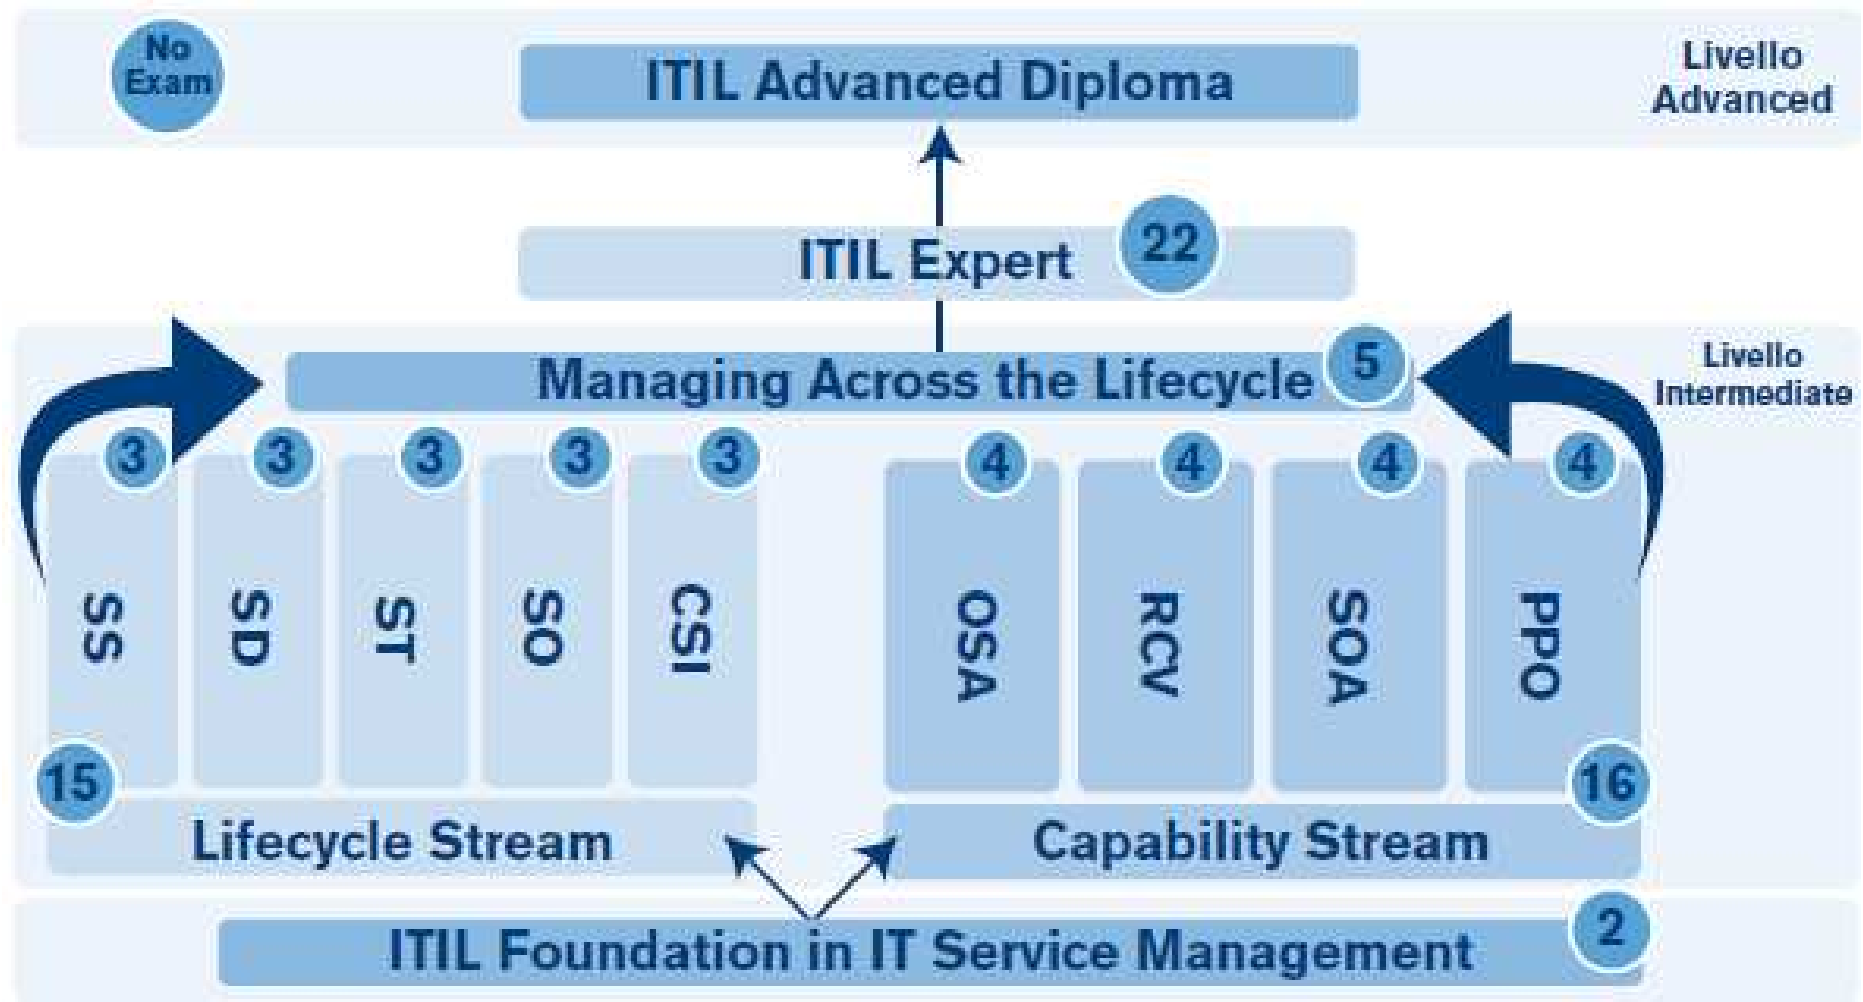 No
Exam
ITIL Advanced Diploma
Livello
Advanced
ITIL Expert
22
Managing Across the Lifecycle
5
Livello
Intermediate
3
3
3
3
3
4
4
4
4
SS
SD
ST
SO
CSI
OSA
RCV
SOA
PPO
15
16
Lifecycle Stream
Capability Stream
2
ITIL Foundation in IT Service Management